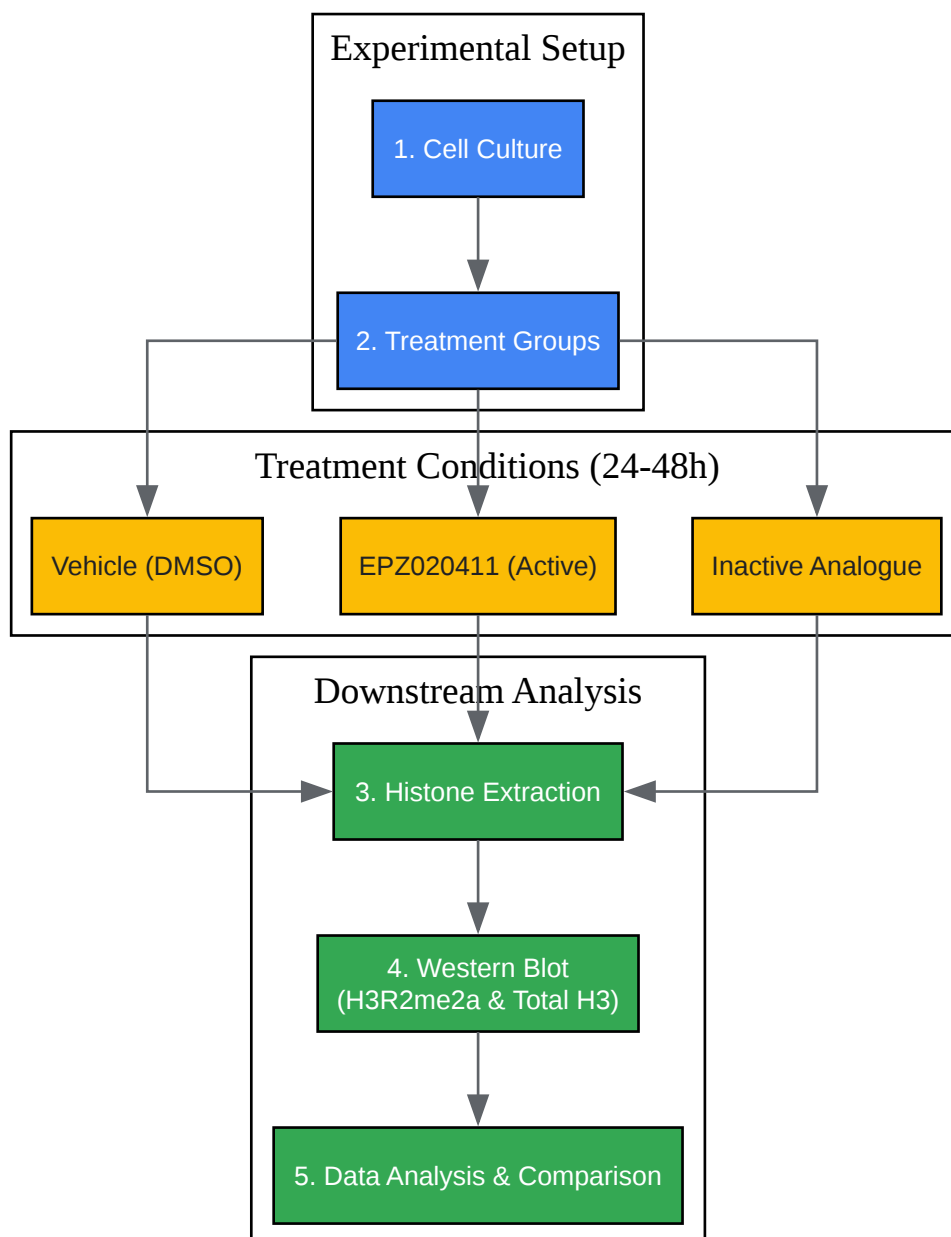 Experimental Setup
1. Cell Culture
2. Treatment Groups
Treatment Conditions (24-48h)
Vehicle (DMSO)
EPZ020411 (Active)
Inactive Analogue
Downstream Analysis
3. Histone Extraction
4. Western Blot
(H3R2me2a & Total H3)
5. Data Analysis & Comparison